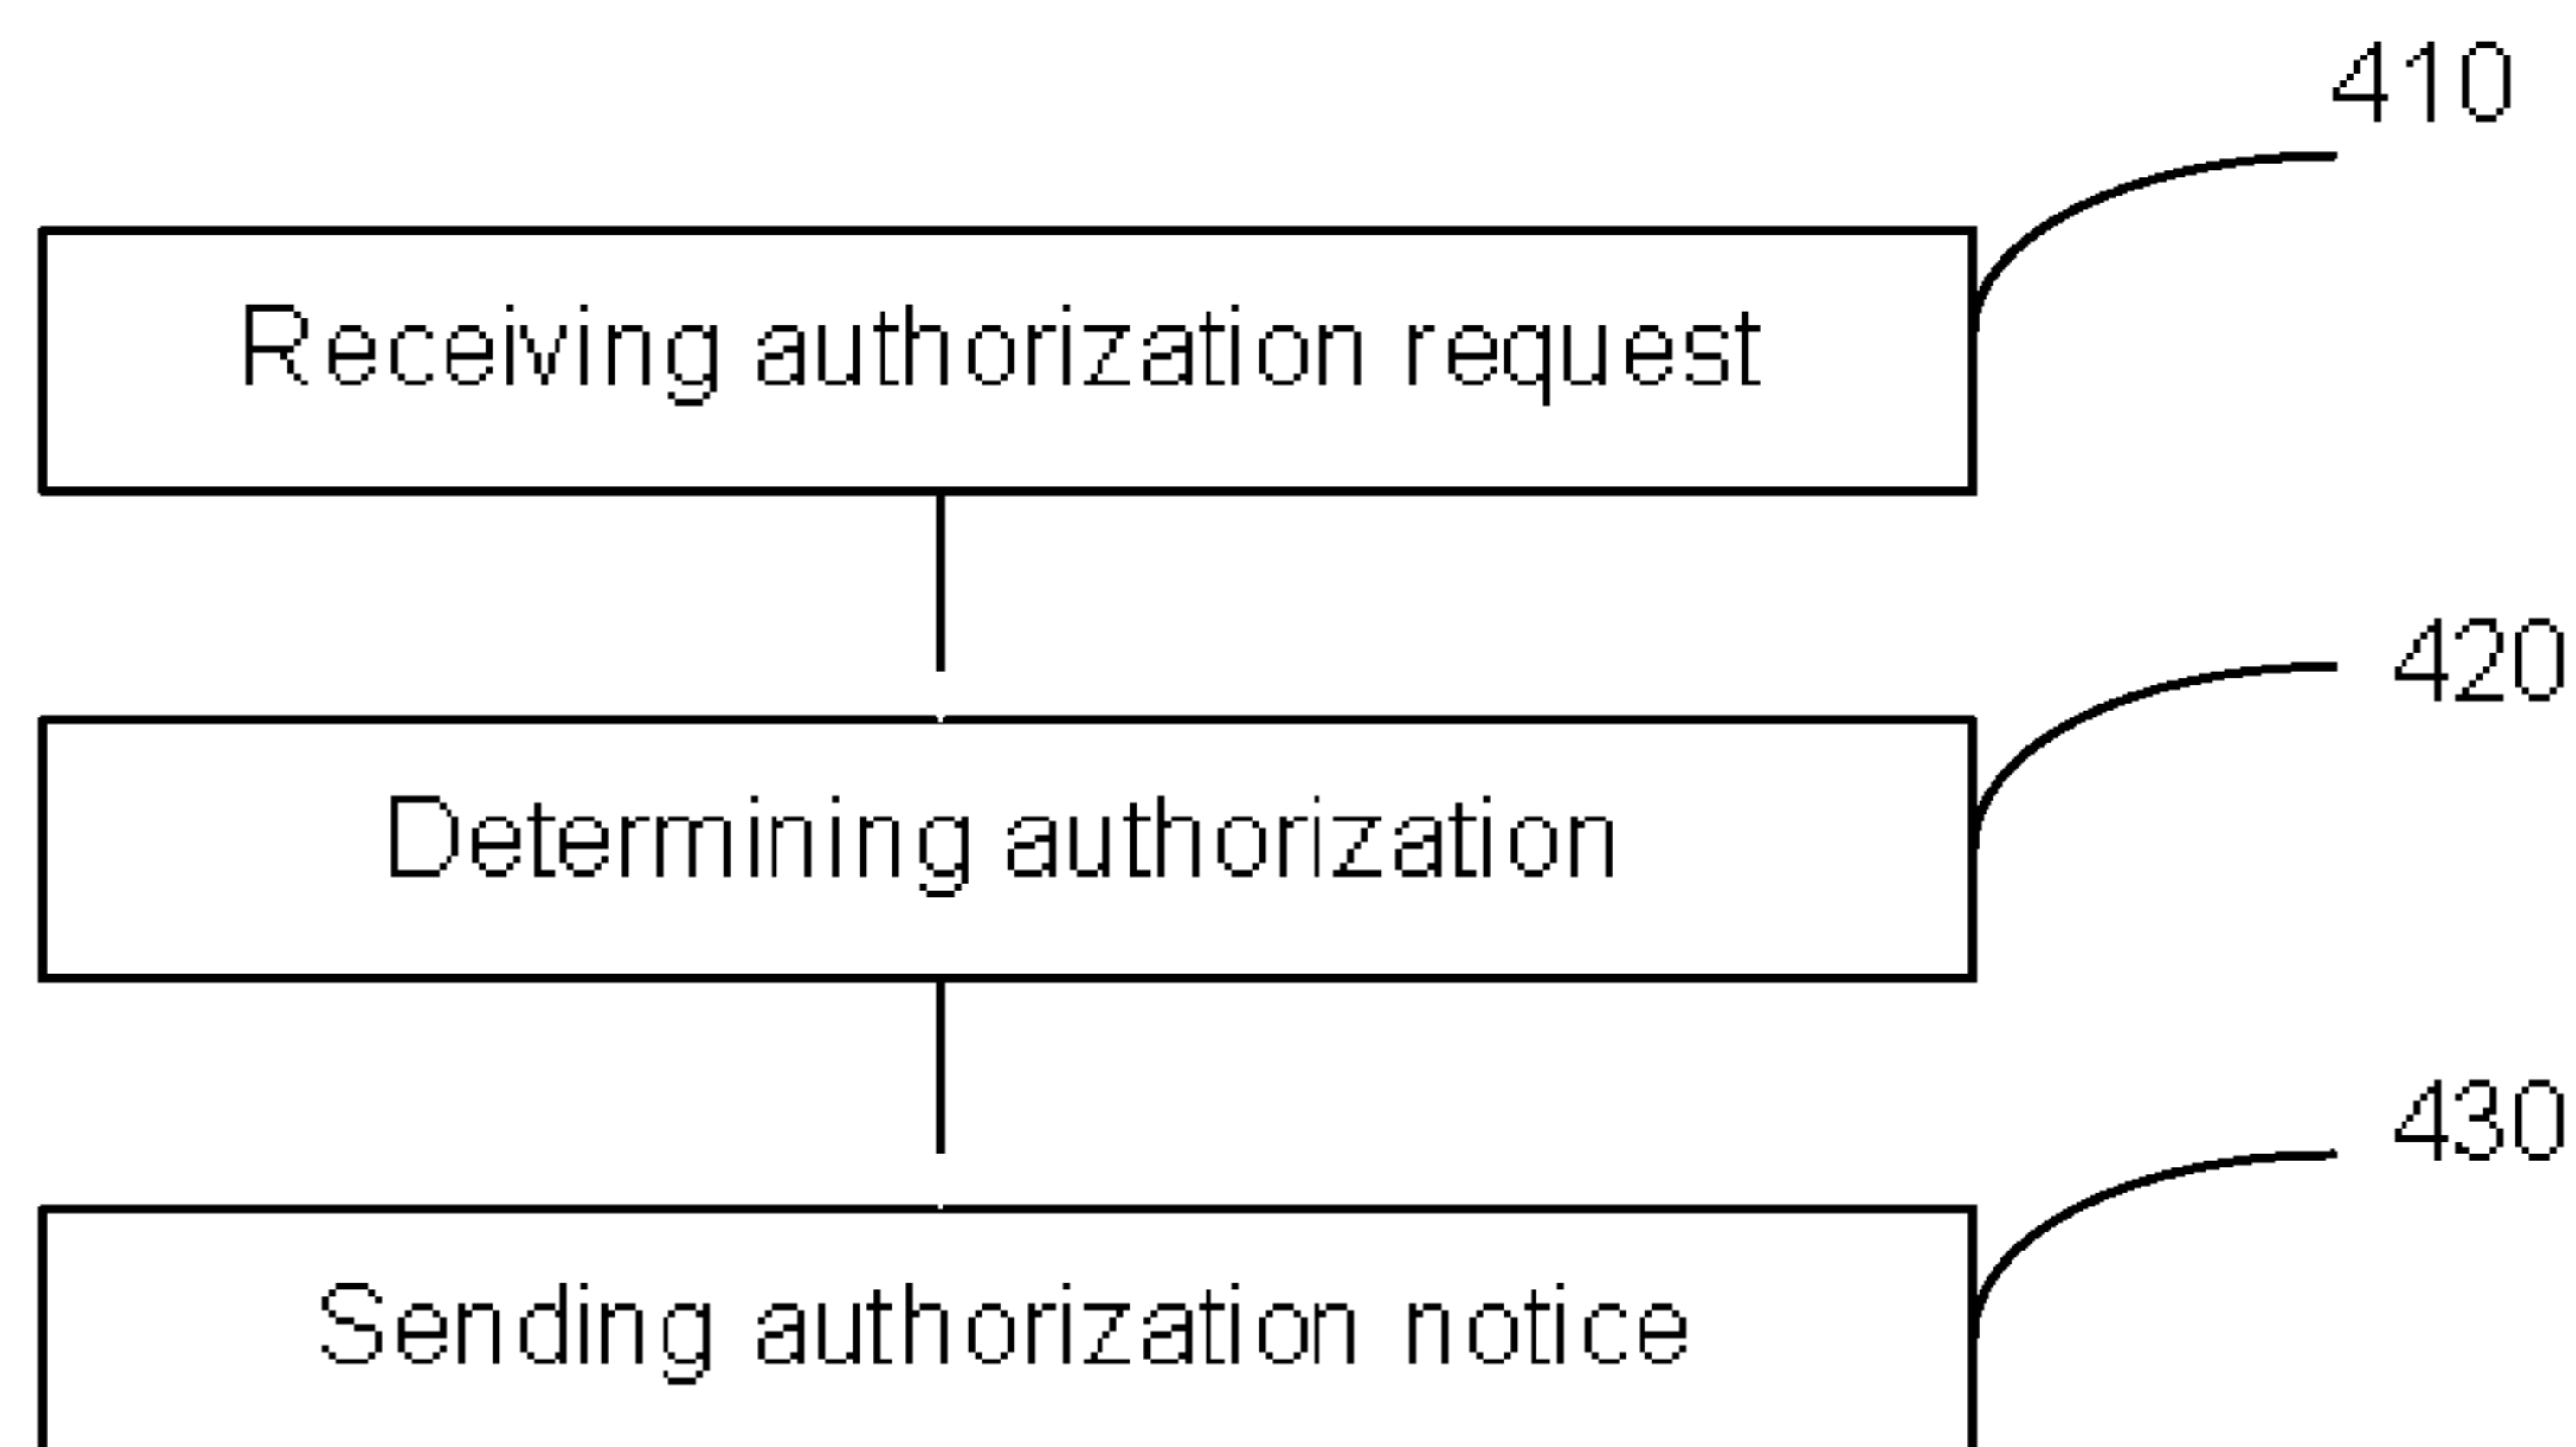 410
Receiving authorization request
420
Determining authorization
430
Sending authorization notice